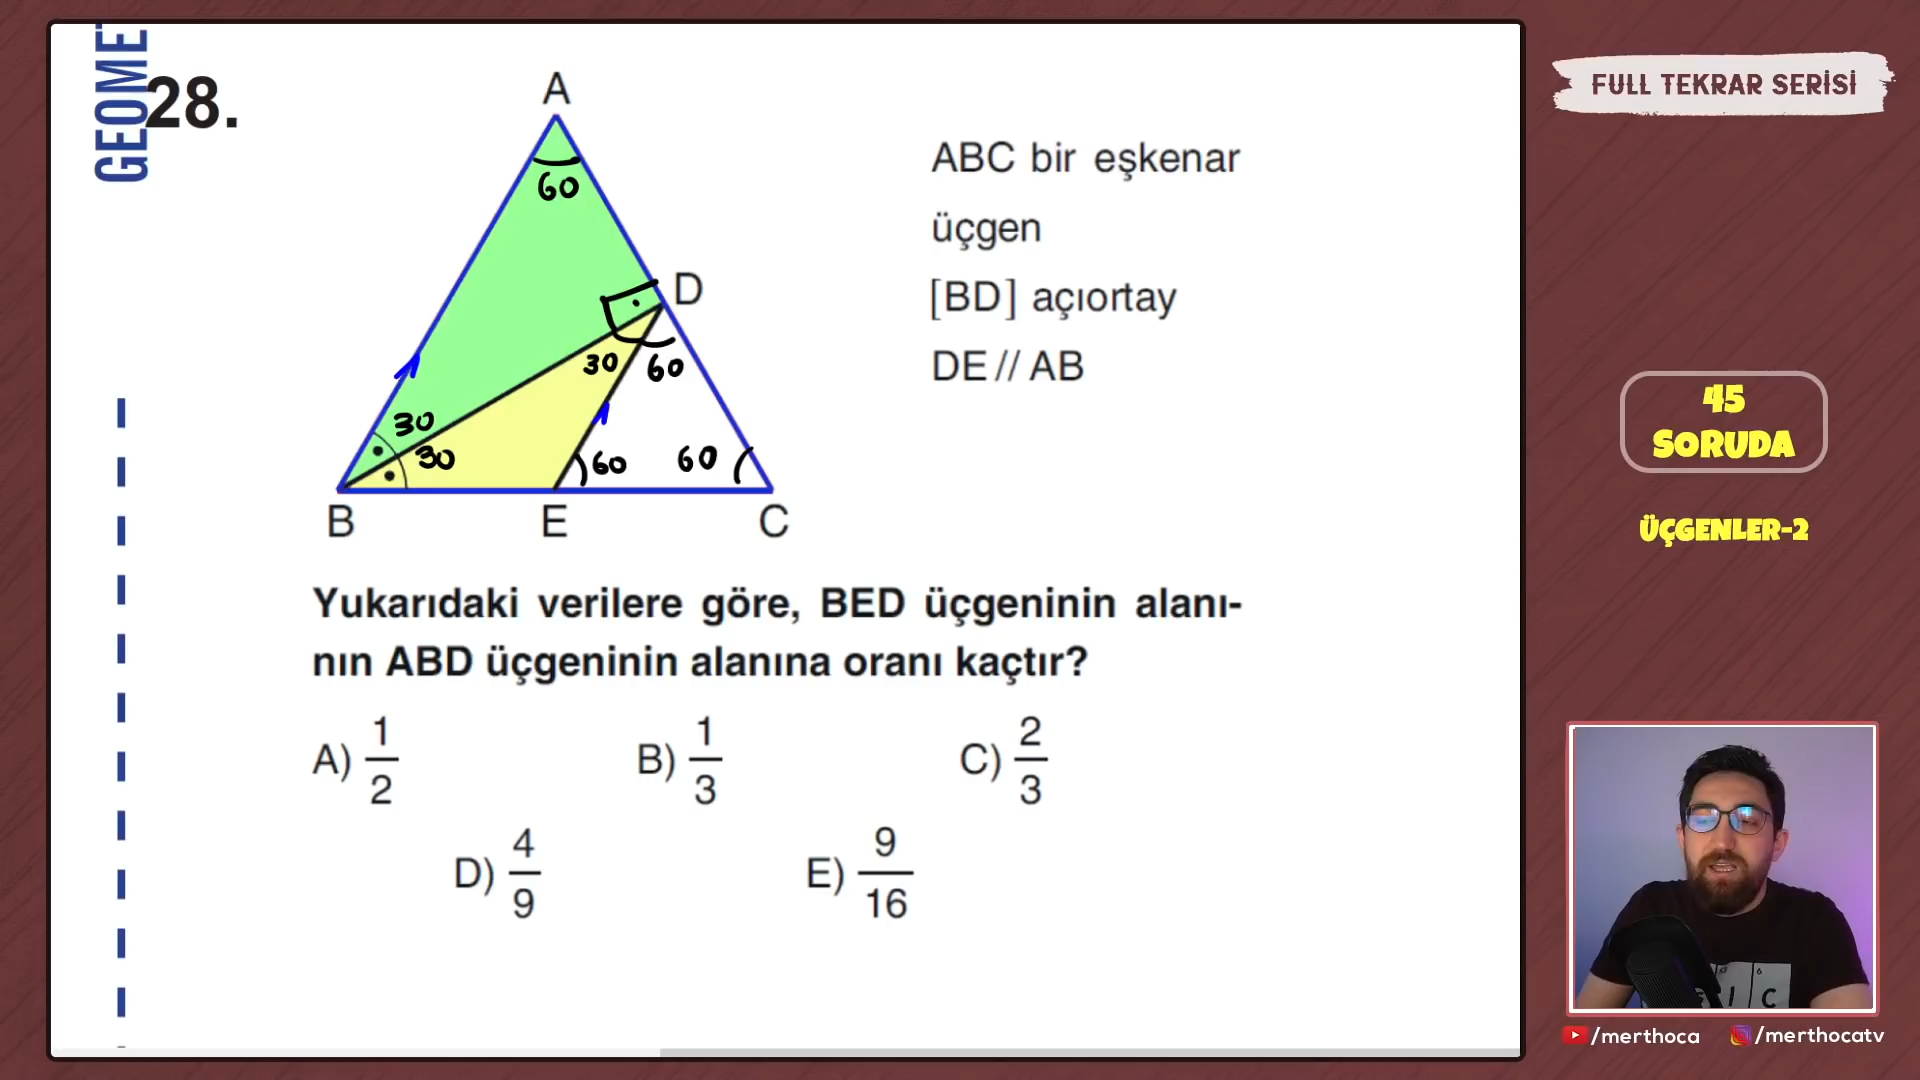 GEOME
28.
A
60
D
30
60
30
30
60
60
B
E
C
ABC bir eşkenar
üçgen
[BD] açıortay
DE // AB
Yukarıdaki verilere göre, BED üçgeninin alanı-
nın ABD üçgeninin alanına oranı kaçtır?
A) 1/2
B) 1/3
C) 2/3
D) 4/9
E) 9/16
FULL TEKRAR SERİSİ
45
SORUDA
ÜÇGENLER-2
/merthoca
/merthocatv